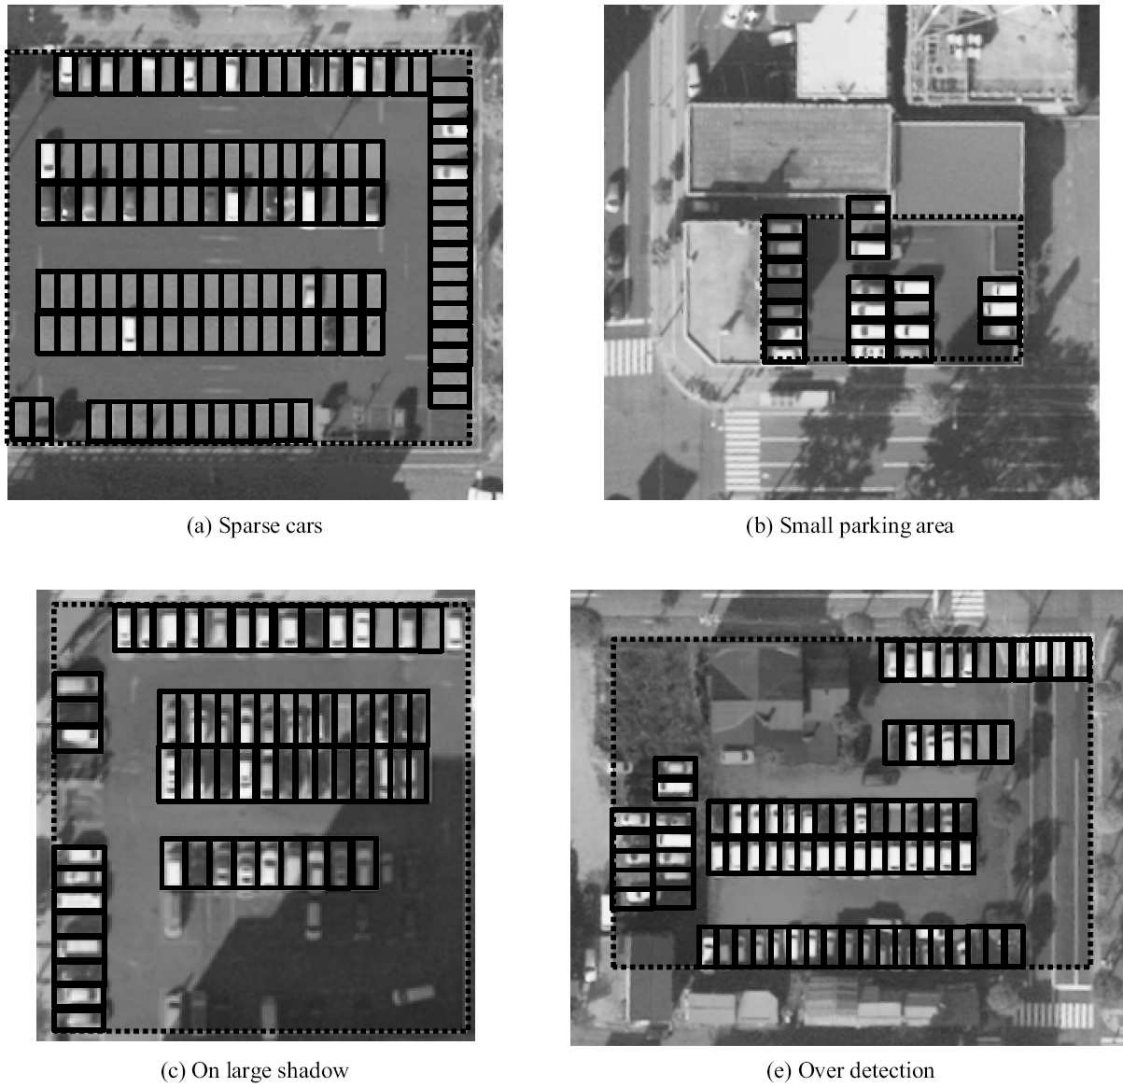 (a) Sparse cars
(b) Small parking area
(c) On large shadow
(e) Over detection